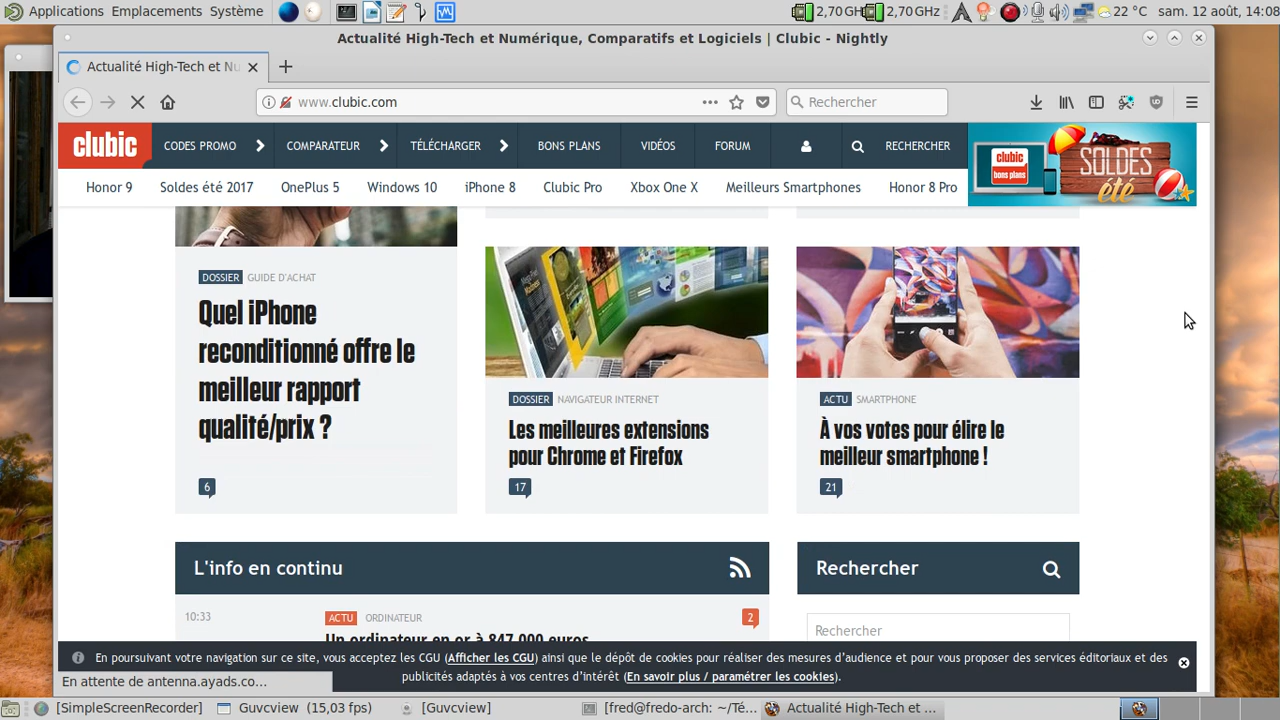 Applications Emplacements Système
2,70 GH 2,70 GHz 22 °C sam. 12 août, 14:08
Actualité High-Tech et Numérique, Comparatifs et Logiciels | Clubic - Nightly
Actualité High-Tech et Nu
www.clubic.com
Rechercher
clubic CODES PROMO COMPARATEUR TÉLÉCHARGER BONS PLANS VIDÉOS FORUM RECHERCHER
clubic
bons plans
SOLDES
été
Honor 9 Soldes été 2017 OnePlus 5 Windows 10 iPhone 8 Clubic Pro Xbox One X Meilleurs Smartphones Honor 8 Pro
DOSSIER GUIDE D'ACHAT
Quel iPhone
reconditionné offre le
meilleur rapport
qualité/prix ?
6
DOSSIER NAVIGATEUR INTERNET
Les meilleures extensions
pour Chrome et Firefox
17
ACTU SMARTPHONE
À vos votes pour élire le
meilleur smartphone !
21
L'info en continu
Rechercher
10:33 ACTU ORDINATEUR 2
Un ordinateur en or à 847 000 euros
Rechercher
En poursuivant votre navigation sur ce site, vous acceptez les CGU (Afficher les CGU) ainsi que le dépôt de cookies pour réaliser des mesures d'audience et pour vous proposer des services éditoriaux et des
publicités adaptés à vos centres d'intérêt (En savoir plus / paramétrer les cookies).
En attente de antenna.ayads.co...
[SimpleScreenRecorder] Guvcview (15,03 fps) [Guvcview] [fred@fredo-arch: ~/Té... Actualité High-Tech et ...